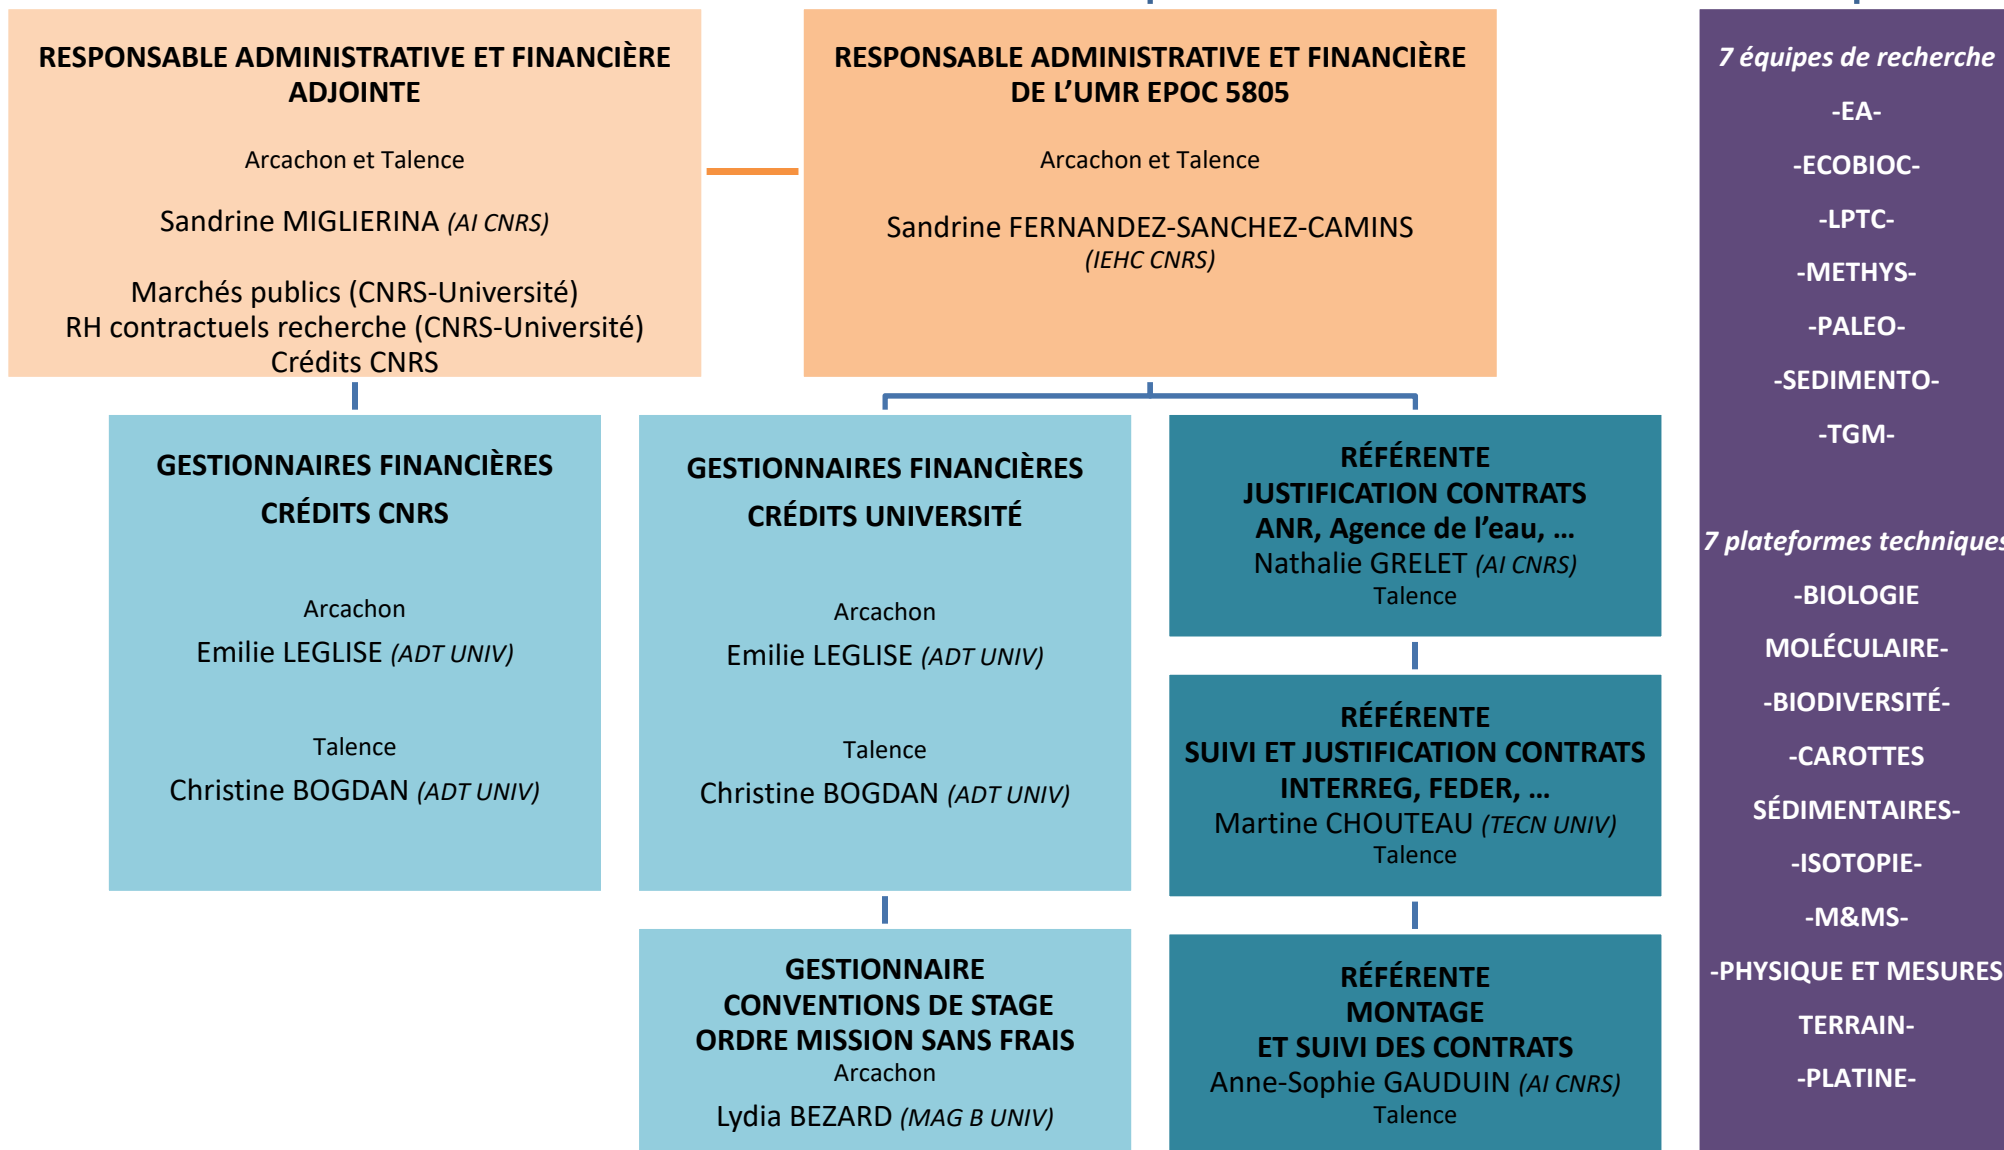 RESPONSABLE ADMINISTRATIVE ET FINANCIÈRE
ADJOINTE
Arcachon et Talence
Sandrine MIGLIERINA (AI CNRS)
Marchés publics (CNRS-Université)
RH contractuels recherche (CNRS-Université)
Crédits CNRS
RESPONSABLE ADMINISTRATIVE ET FINANCIÈRE
DE L'UMR EPOC 5805
Arcachon et Talence
Sandrine FERNANDEZ-SANCHEZ-CAMINS
(IEHC CNRS)
GESTIONNAIRES FINANCIÈRES
CRÉDITS CNRS
Arcachon
Emilie LEGLISE (ADT UNIV)
Talence
Christine BOGDAN (ADT UNIV)
GESTIONNAIRES FINANCIÈRES
CRÉDITS UNIVERSITÉ
Arcachon
Emilie LEGLISE (ADT UNIV)
Talence
Christine BOGDAN (ADT UNIV)
GESTIONNAIRE
CONVENTIONS DE STAGE
ORDRE MISSION SANS FRAIS
Arcachon
Lydia BEZARD (MAG B UNIV)
RÉFÉRENTE
JUSTIFICATION CONTRATS
ANR, Agence de l'eau, ...
Nathalie GRELET (AI CNRS)
Talence
RÉFÉRENTE
SUIVI ET JUSTIFICATION CONTRATS
INTERREG, FEDER, ...
Martine CHOUTEAU (TECN UNIV)
Talence
RÉFÉRENTE
MONTAGE
ET SUIVI DES CONTRATS
Anne-Sophie GAUDUIN (AI CNRS)
Talence
7 équipes de recherche
-EA-
-ECOBIOC-
-LPTC-
-METHYS-
-PALEO-
-SEDIMENTO-
-TGM-
7 plateformes techniques
-BIOLOGIE
MOLÉCULAIRE-
-BIODIVERSITÉ-
-CAROTTES
SÉDIMENTAIRES-
-ISOTOPIE-
-M&MS-
-PHYSIQUE ET MESURES
TERRAIN-
-PLATINE-